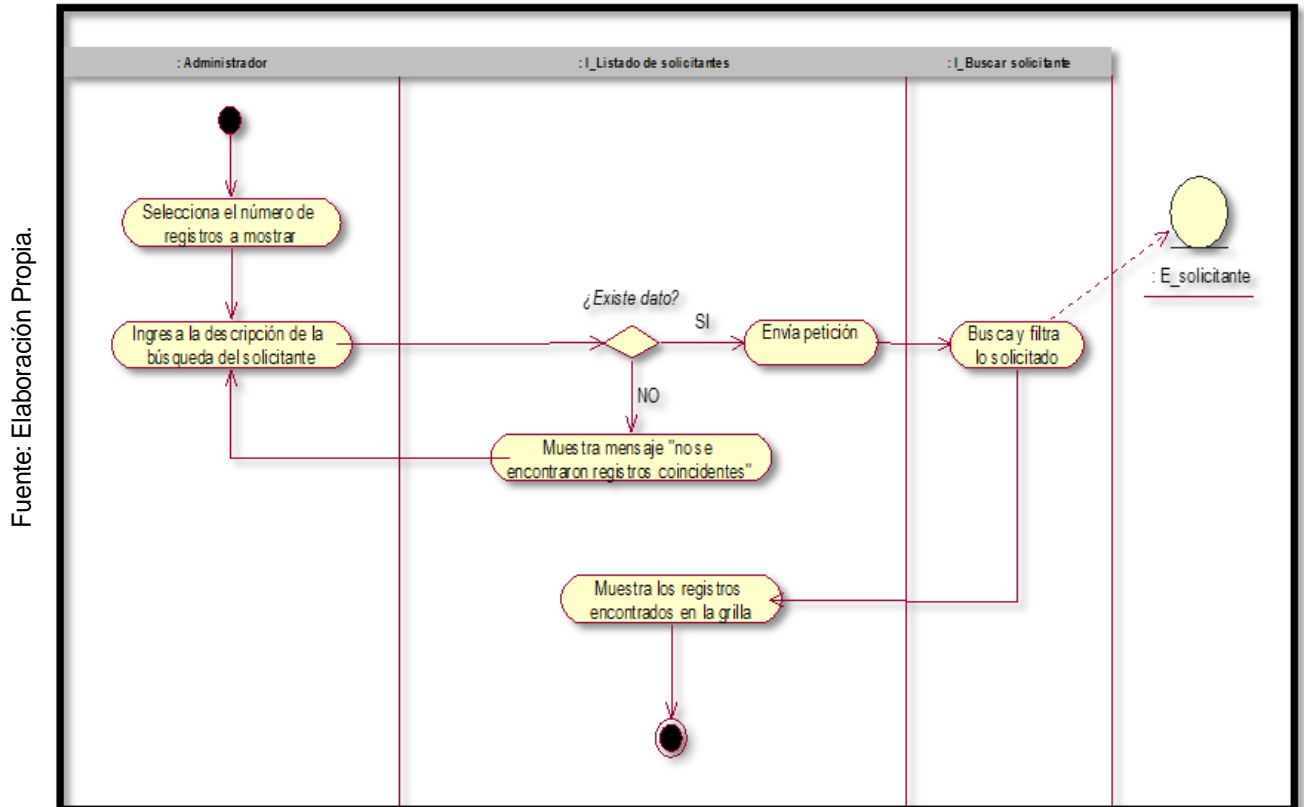 : Administrador
: I_Listado de solicitantes
: I_Buscar solicitante
Selecciona el número de
registros a mostrar
Ingresa la descripción de la
búsqueda del solicitante
¿Existe dato?
SI
Envía petición
Busca y filtra
lo solicitado
: E_solicitante
NO
Muestra mensaje "no se
encontraron registros coincidentes"
Muestra los registros
encontrados en la grilla
Fuente: Elaboración Propia.